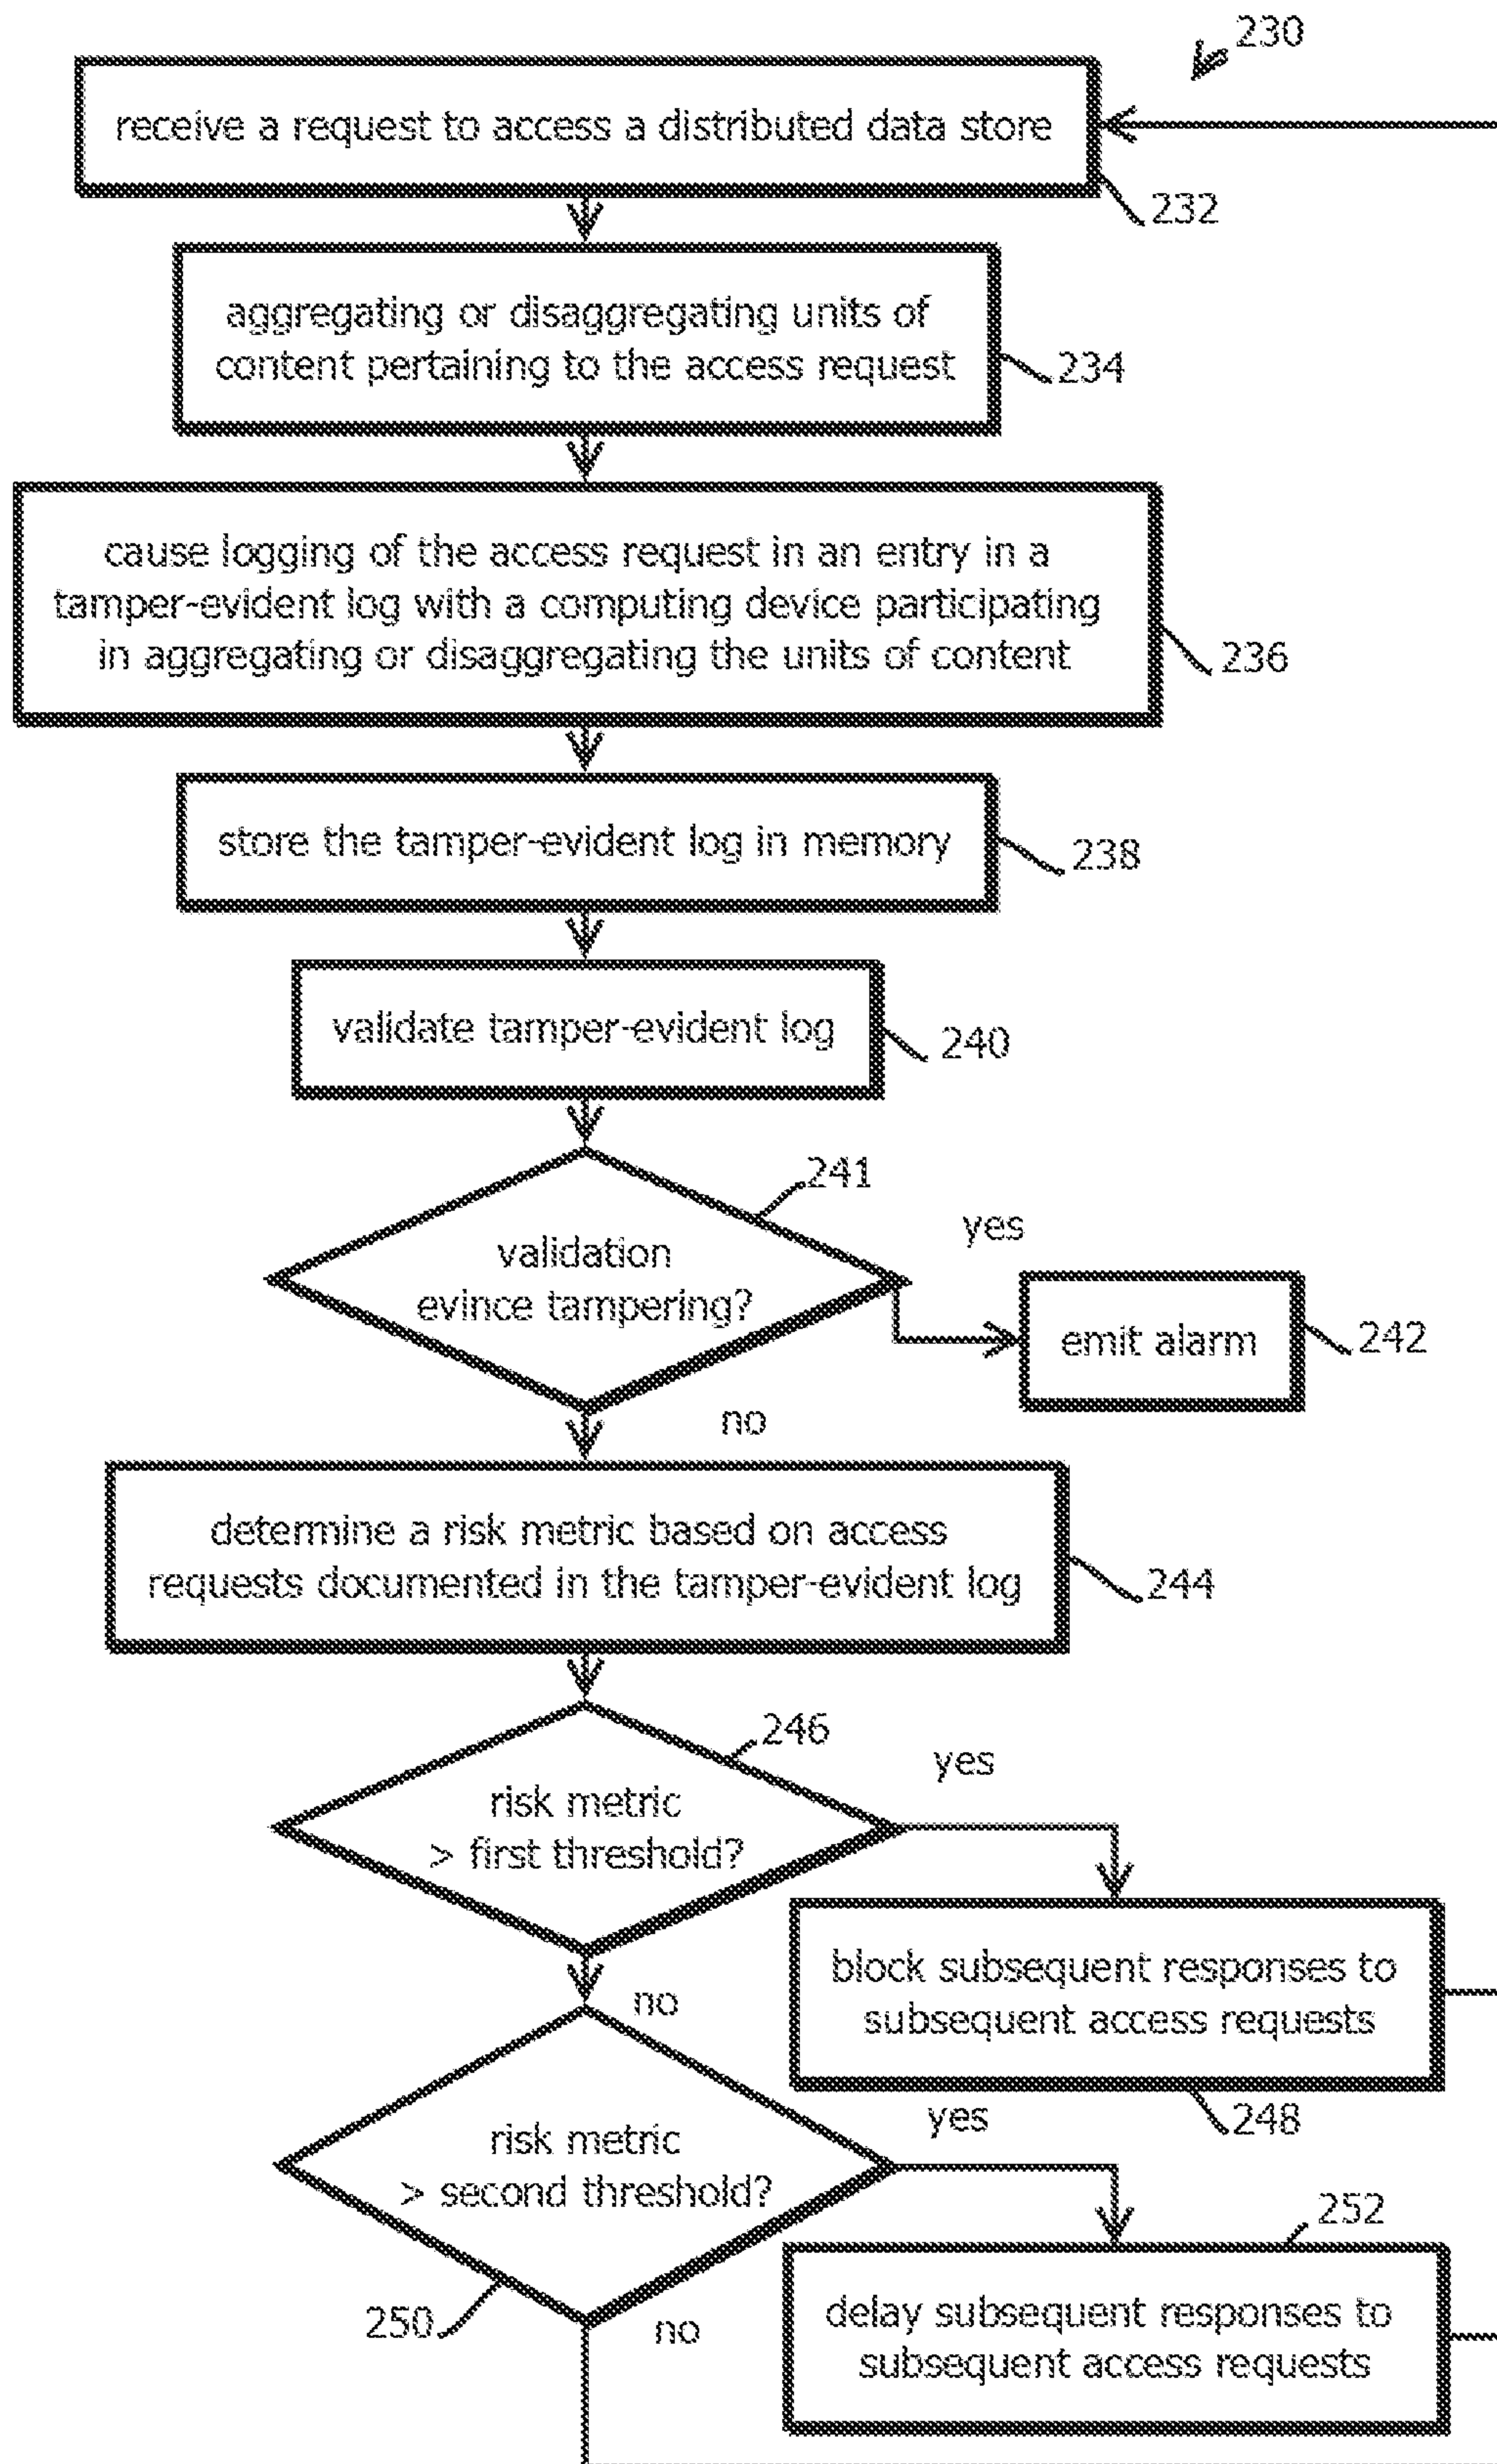 230
receive a request to access a distributed data store
232
aggregating or disaggregating units of
content pertaining to the access request
234
cause logging of the access request in an entry in a
tamper-evident log with a computing device participating
in aggregating or disaggregating the units of content
236
store the tamper-evident log in memory
238
validate tamper-evident log
240
241
validation
evince tampering?
yes
emit alarm
242
no
determine a risk metric based on access
requests documented in the tamper-evident log
244
246
risk metric
> first threshold?
yes
block subsequent responses to
subsequent access requests
248
no
risk metric
> second threshold?
yes
250
252
delay subsequent responses to
subsequent access requests
no